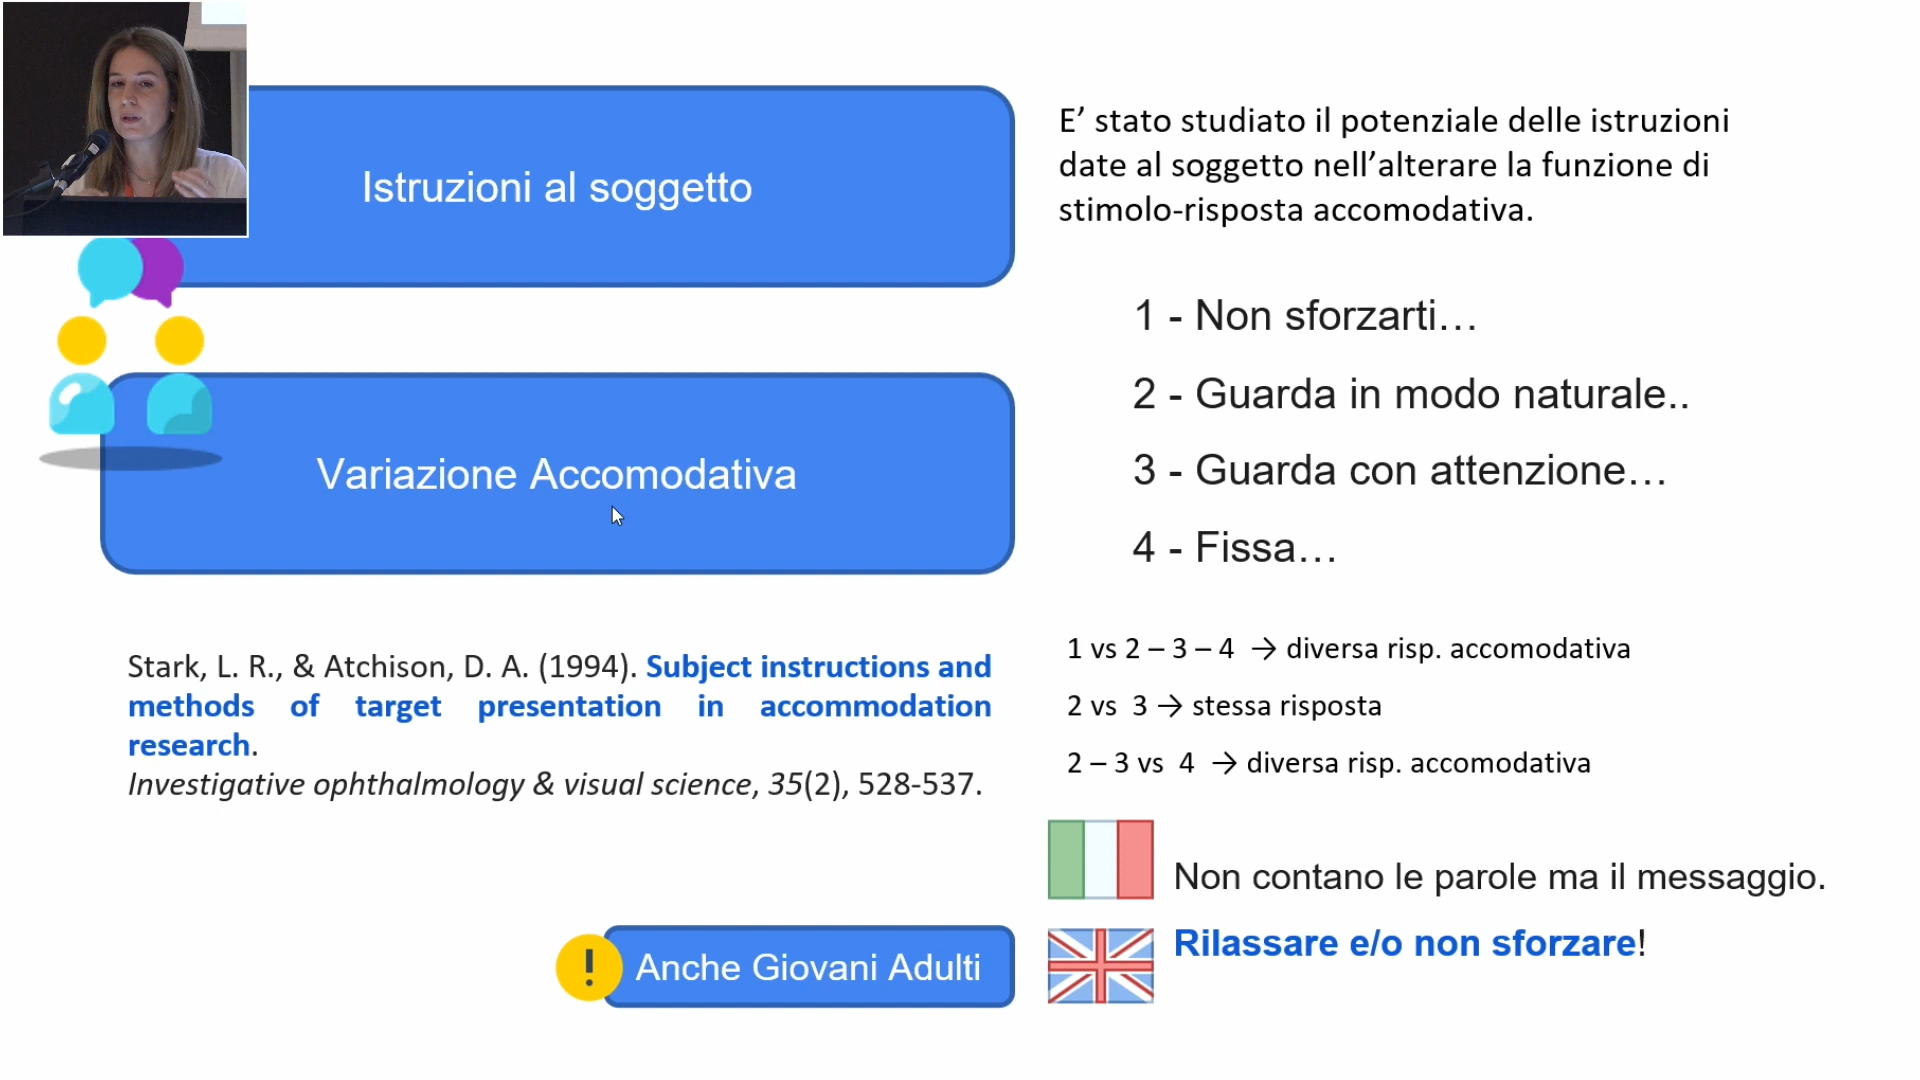 Istruzioni al soggetto
Variazione Accomodativa
Stark, L. R., & Atchison, D. A. (1994). Subject instructions and
methods of target presentation in accommodation
research.
Investigative ophthalmology & visual science, 35(2), 528-537.
! Anche Giovani Adulti
E’ stato studiato il potenziale delle istruzioni
date al soggetto nell’alterare la funzione di
stimolo-risposta accomodativa.
1 - Non sforzarti…
2 - Guarda in modo naturale..
3 - Guarda con attenzione…
4 - Fissa…
1 vs 2 – 3 – 4 → diversa risp. accomodativa
2 vs 3 → stessa risposta
2 – 3 vs 4 → diversa risp. accomodativa
Non contano le parole ma il messaggio.
Rilassare e/o non sforzare!